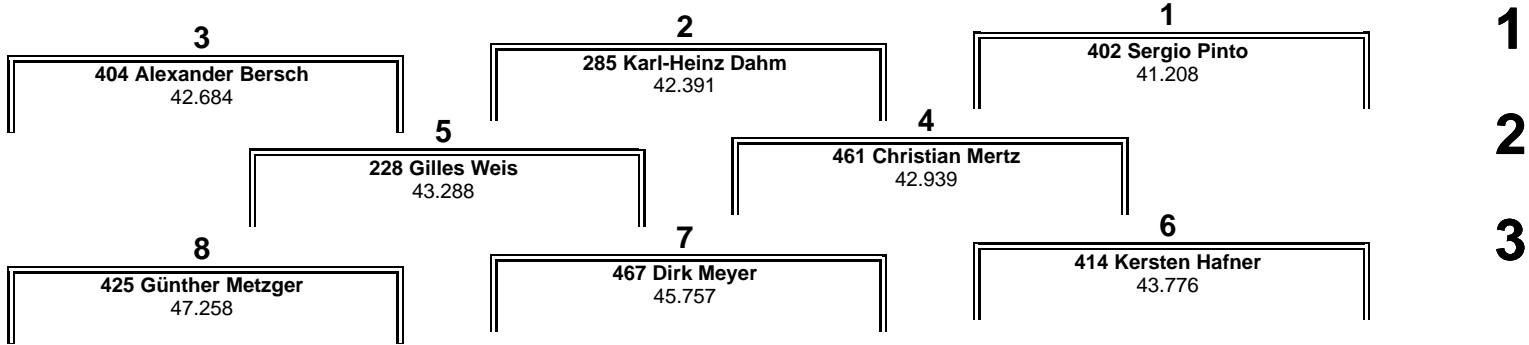 3
404 Alexander Bersch
42.684
2
285 Karl-Heinz Dahm
42.391
1
402 Sergio Pinto
41.208
1
5
228 Gilles Weis
43.288
4
461 Christian Mertz
42.939
2
8
425 Günther Metzger
47.258
7
467 Dirk Meyer
45.757
6
414 Kersten Hafner
43.776
3